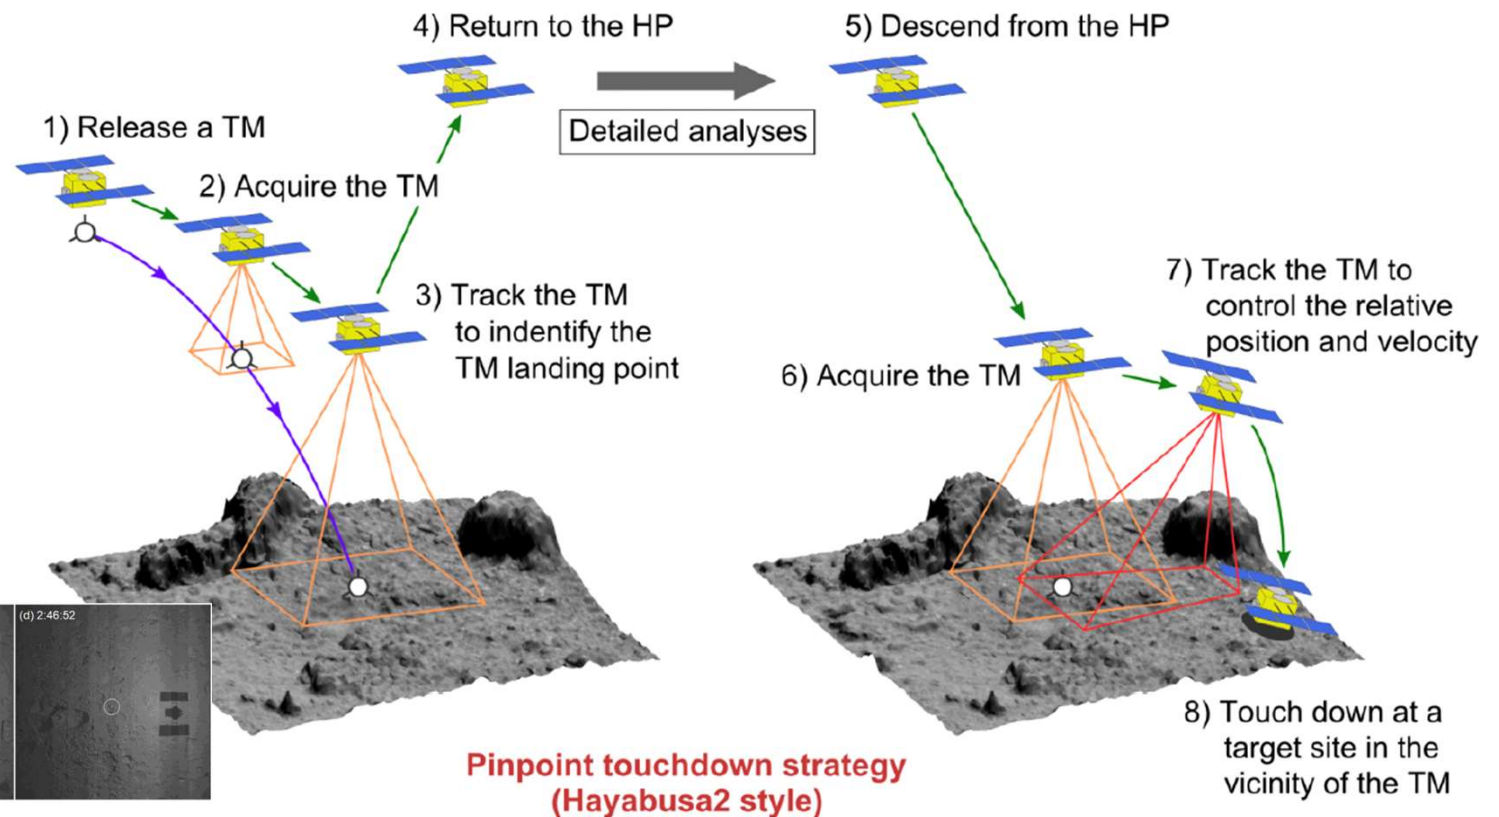 4) Return to the HP
5) Descend from the HP
1) Release a TM
Detailed analyses
2) Acquire the TM
3) Track the TM
to indentify the
TM landing point
7) Track the TM to
control the relative
position and velocity
6) Acquire the TM
(d) 2:46:52
8) Touch down at a
target site in the
vicinity of the TM
Pinpoint touchdown strategy
(Hayabusa2 style)